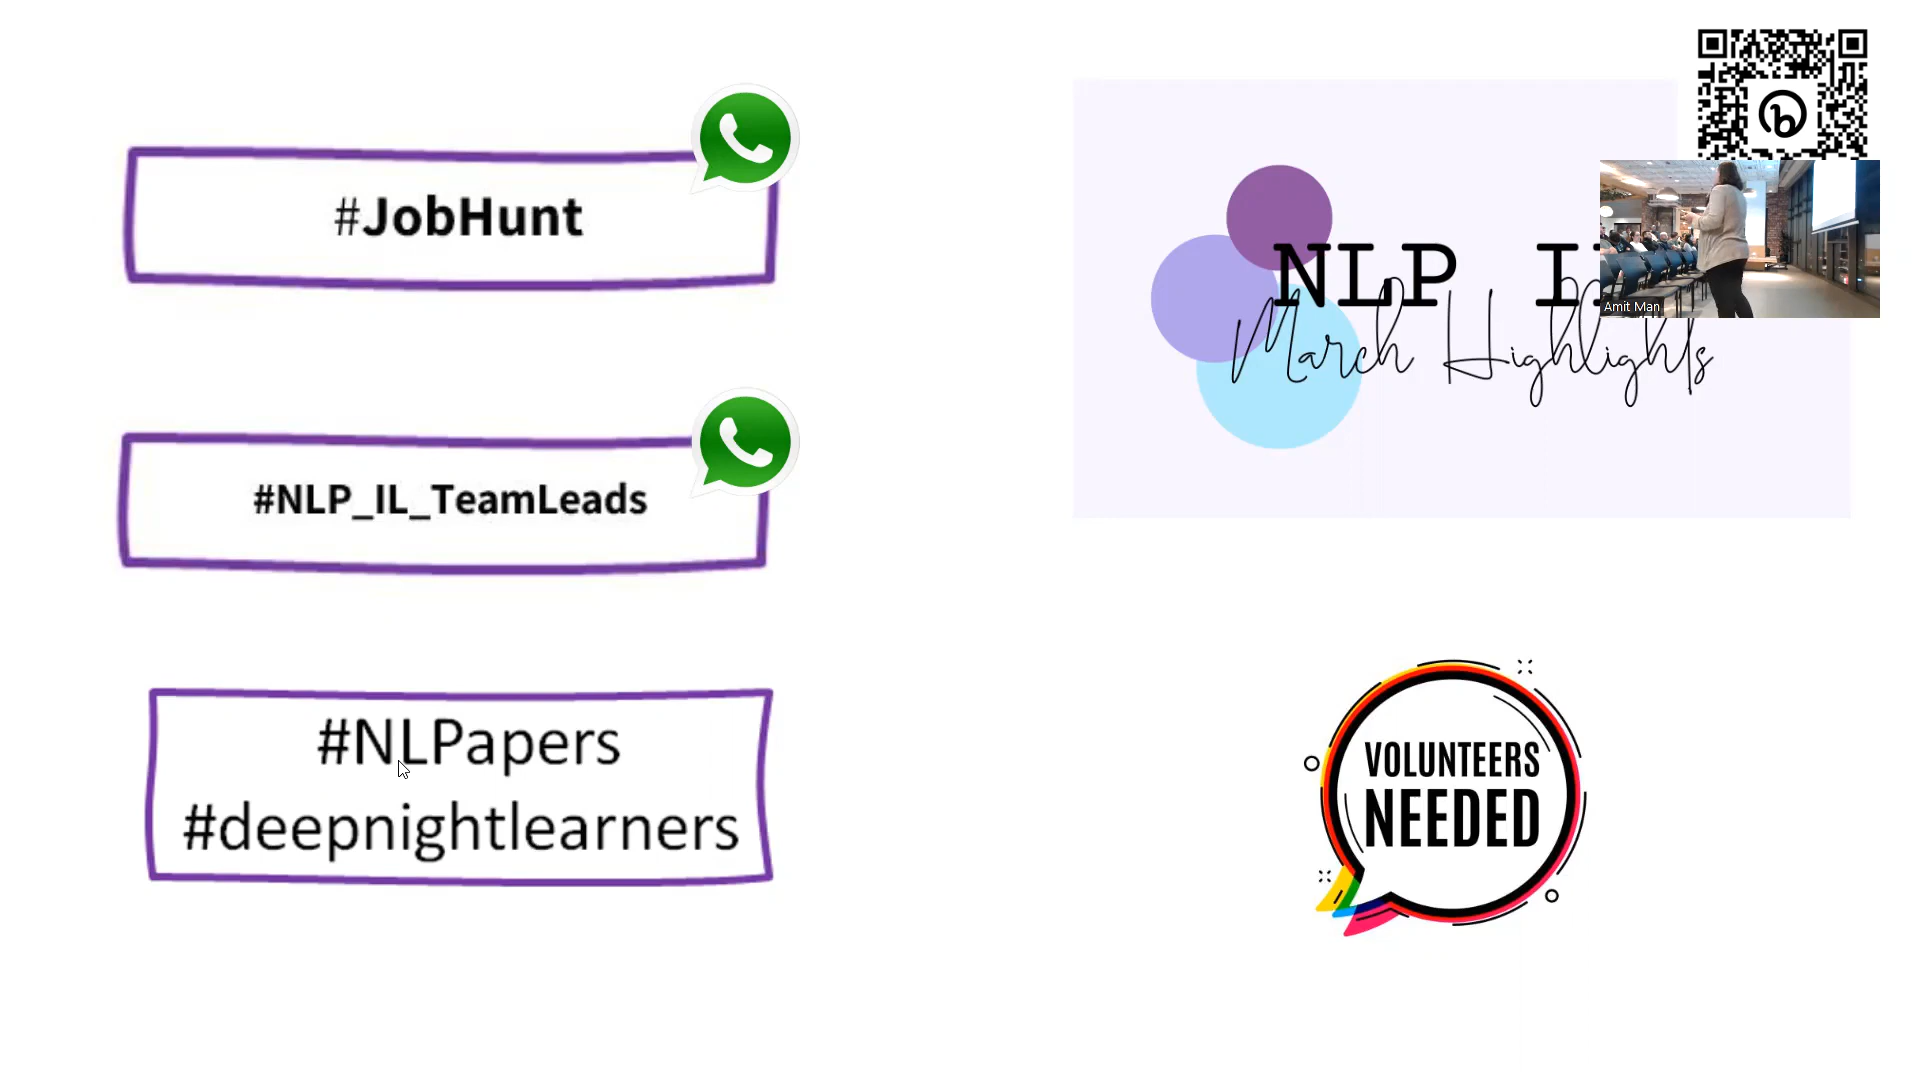 #JobHunt
#NLP_IL_TeamLeads
#NLPapers
#deepnightlearners
NLP
March Highlights
Amit Man
VOLUNTEERS
NEEDED